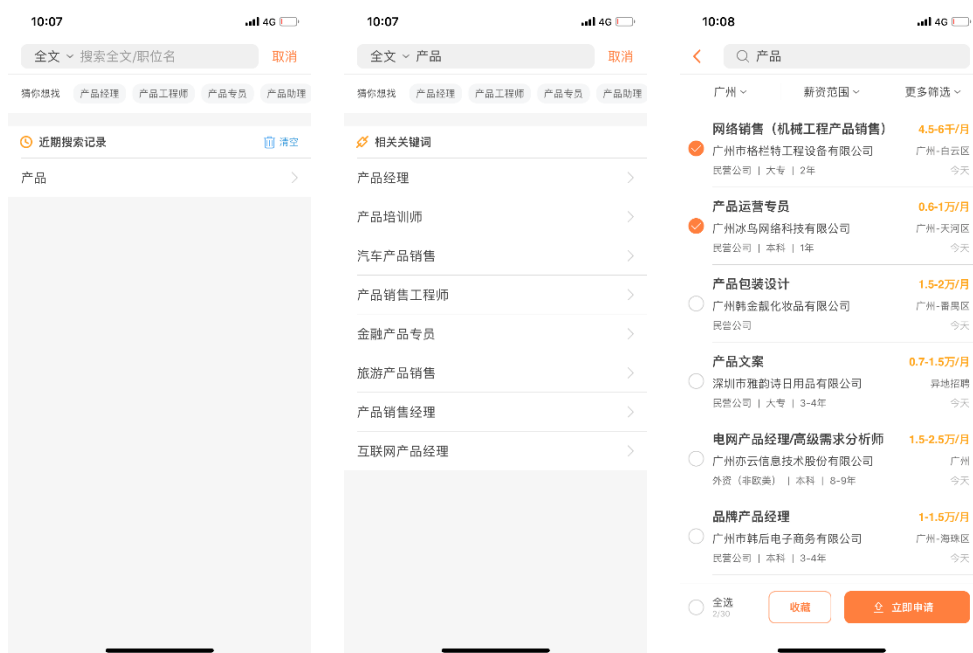 10:07 4G
全文 搜索全文/职位名 取消
猜你想找 产品经理 产品工程师 产品专员 产品助理
近期搜索记录 清空
产品
10:07 4G
全文 产品 取消
猜你想找 产品经理 产品工程师 产品专员 产品助理
相关关键词
产品经理
产品培训师
汽车产品销售
产品销售工程师
金融产品专员
旅游产品销售
产品销售经理
互联网产品经理
10:08 4G
产品
广州 薪资范围 更多筛选
网络销售（机械工程产品销售） 4.5-6千/月
广州市格栏特工程设备有限公司 广州-白云区
民营公司 | 大专 | 2年 今天
产品运营专员 0.6-1万/月
广州冰鸟网络科技有限公司 广州-天河区
民营公司 | 本科 | 1年 今天
产品包装设计 1.5-2万/月
广州韩金靓化妆品有限公司 广州-番禺区
民营公司 今天
产品文案 0.7-1.5万/月
深圳市雅韵诗日用品有限公司 异地招聘
民营公司 | 大专 | 3-4年 今天
电网产品经理/高级需求分析师 1.5-2.5万/月
广州亦云信息技术股份有限公司 广州
外资（非欧美） | 本科 | 8-9年 今天
品牌产品经理 1-1.5万/月
广州市韩后电子商务有限公司 广州-海珠区
民营公司 | 本科 | 3-4年 今天
全选 收藏 立即申请
2/30